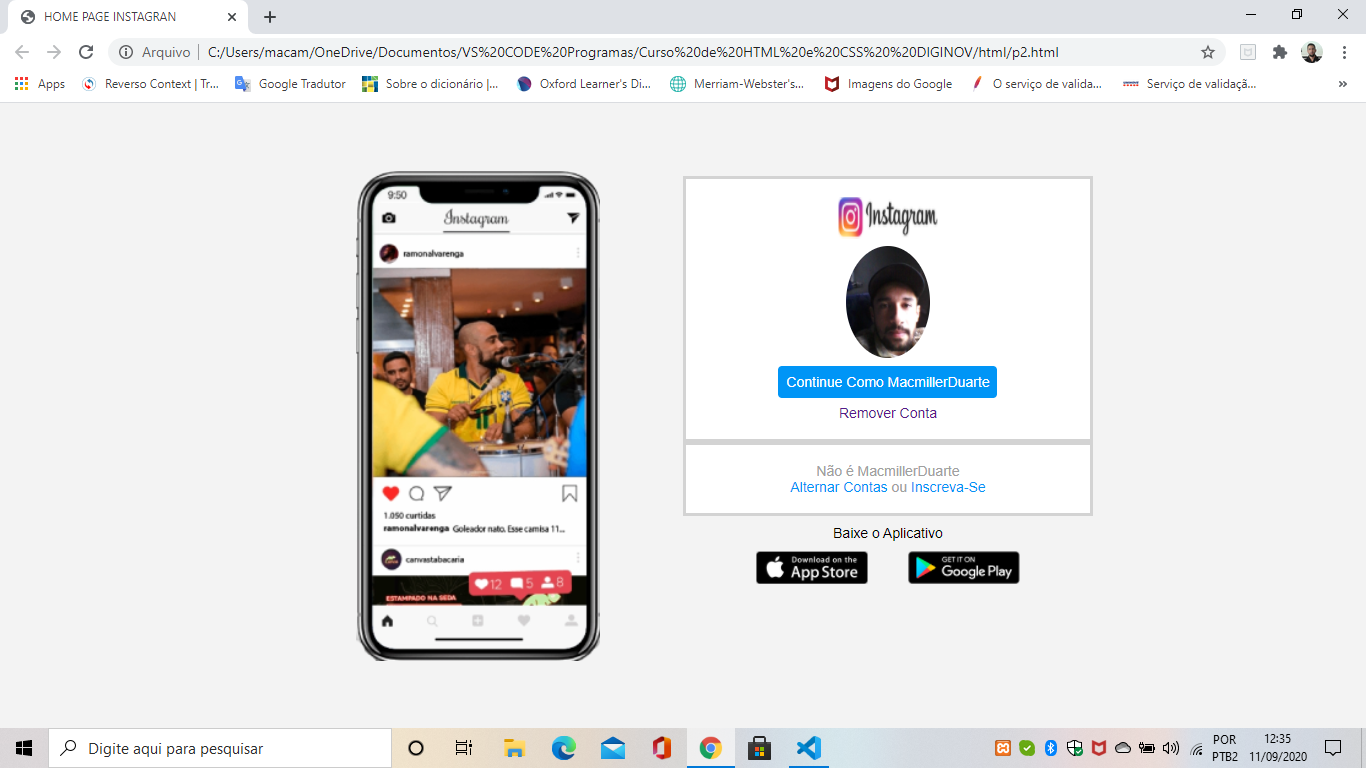 HOME PAGE INSTAGRAN
Arquivo
C:/Users/macam/OneDrive/Documentos/VS%20CODE%20Programas/Curso%20de%20HTML%20e%20CSS%20%20DIGINOV/html/p2.html
Apps
Reverso Context | Tr...
Google Tradutor
Sobre o dicionário |...
Oxford Learner's Di...
Merriam-Webster's...
Imagens do Google
O serviço de valida...
Serviço de validaçã...
»
9:50
Instagram
ramonalvarenga
1.050 curtidas
ramonalvarenga Goleador nato. Esse camisa 11...
canvastabacaria
12 5 8
ESTAMPADO NA SEDA
Instagram
Continue Como MacmillerDuarte
Remover Conta
Não é MacmillerDuarte
Alternar Contas ou Inscreva-Se
Baixe o Aplicativo
Download on the
App Store
GET IT ON
Google Play
Digite aqui para pesquisar
POR
PTB2
12:35
11/09/2020